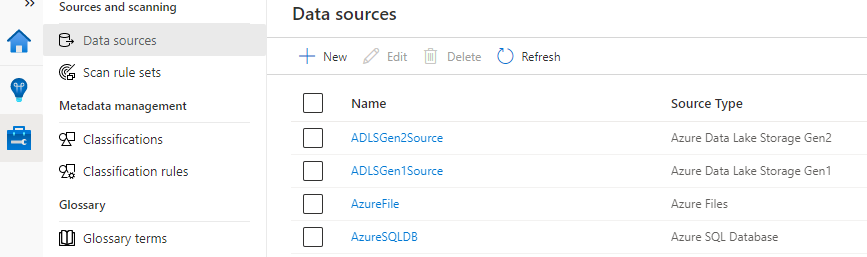 Sources and scanning
Data sources
Scan rule sets
Metadata management
Classifications
Classification rules
Glossary
Glossary terms
Data sources
New Edit Delete Refresh
Name Source Type
ADLSGen2Source Azure Data Lake Storage Gen2
ADLSGen1Source Azure Data Lake Storage Gen1
AzureFile Azure Files
AzureSQLDB Azure SQL Database